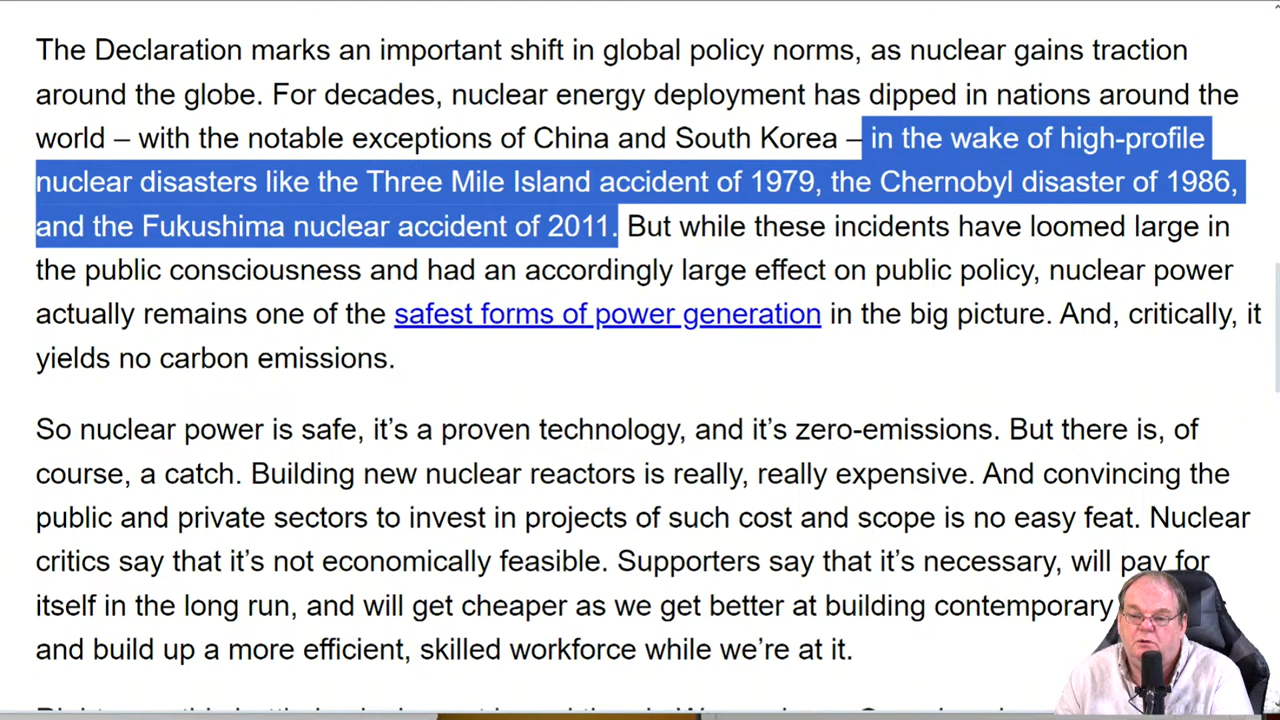 The Declaration marks an important shift in global policy norms, as nuclear gains traction
around the globe. For decades, nuclear energy deployment has dipped in nations around the
world – with the notable exceptions of China and South Korea – in the wake of high-profile
nuclear disasters like the Three Mile Island accident of 1979, the Chernobyl disaster of 1986,
and the Fukushima nuclear accident of 2011. But while these incidents have loomed large in
the public consciousness and had an accordingly large effect on public policy, nuclear power
actually remains one of the safest forms of power generation in the big picture. And, critically, it
yields no carbon emissions.
So nuclear power is safe, it’s a proven technology, and it’s zero-emissions. But there is, of
course, a catch. Building new nuclear reactors is really, really expensive. And convincing the
public and private sectors to invest in projects of such cost and scope is no easy feat. Nuclear
critics say that it’s not economically feasible. Supporters say that it’s necessary, will pay for
itself in the long run, and will get cheaper as we get better at building contemporary
and build up a more efficient, skilled workforce while we’re at it.